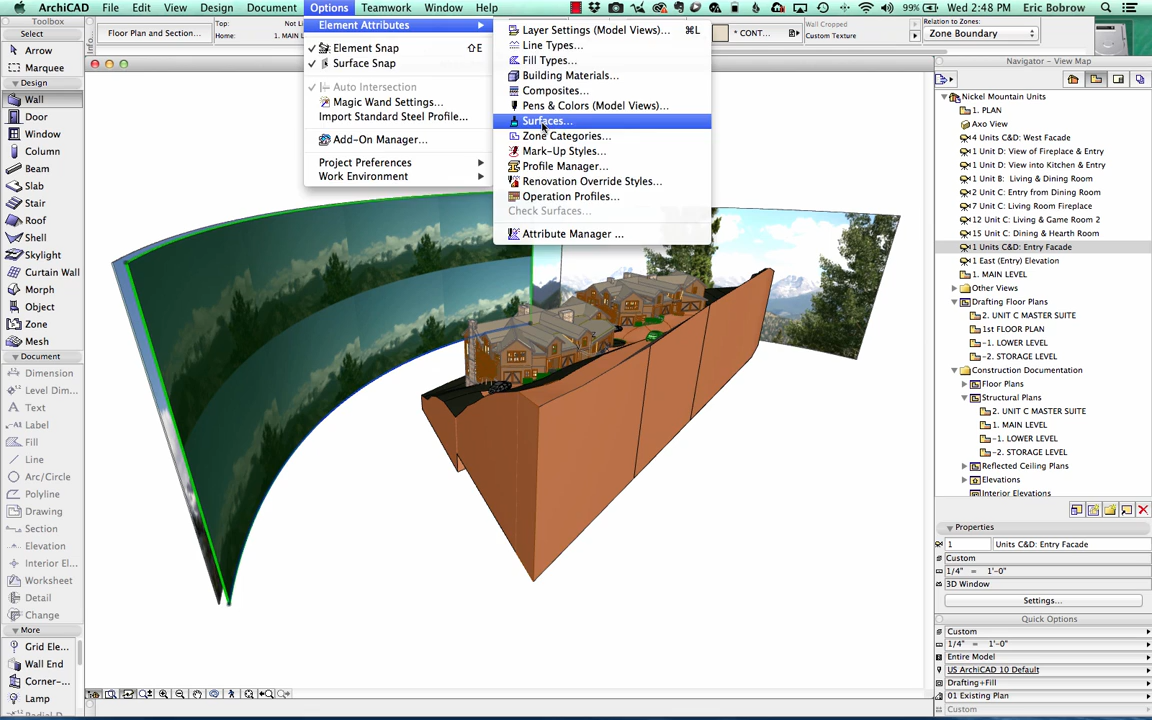 ArchiCAD File Edit View Design Document Options Teamwork Window Help 99% Wed 2:48 PM Eric Bobrow
Toolbox
Select
Arrow
Marquee
Design
Wall
Door
Window
Column
Beam
Slab
Stair
Roof
Shell
Skylight
Curtain Wall
Morph
Object
Zone
Mesh
Document
Dimension
Level Dim...
Text
Label
Fill
Line
Arc/Circle
Polyline
Drawing
Section
Elevation
Interior El...
Worksheet
Detail
Change
More
Grid Ele...
Wall End
Corner-...
Lamp
Floor Plan and Section...
Top:
Home:
1. MAIN
Element Attributes
Element Snap E
Surface Snap
Auto Intersection
Magic Wand Settings...
Import Standard Steel Profile...
Add-On Manager...
Project Preferences
Work Environment
Layer Settings (Model Views)... ⌘L
Line Types...
Fill Types...
Building Materials...
Composites...
Pens & Colors (Model Views)...
Surfaces...
Zone Categories...
Mark-Up Styles...
Profile Manager...
Renovation Override Styles...
Operation Profiles...
Check Surfaces...
Attribute Manager ...
* CONT...
Wall Cropped
Custom Texture
Relation to Zones:
Zone Boundary
Navigator - View Map
Nickel Mountain Units
1. PLAN
Axo View
4 Units C&D: West Facade
1 Unit D: View of Fireplace & Entry
1 Unit D: View into Kitchen & Entry
1 Unit B: Living & Dining Room
2 Unit C: Entry from Dining Room
7 Unit C: Living Room Fireplace
12 Unit C: Living & Game Room 2
15 Unit C: Dining & Hearth Room
1 Units C&D: Entry Facade
1 East (Entry) Elevation
1. MAIN LEVEL
Other Views
Drafting Floor Plans
2. UNIT C MASTER SUITE
1st FLOOR PLAN
-1. LOWER LEVEL
-2. STORAGE LEVEL
Construction Documentation
Floor Plans
Structural Plans
2. UNIT C MASTER SUITE
1. MAIN LEVEL
-1. LOWER LEVEL
-2. STORAGE LEVEL
Reflected Ceiling Plans
Elevations
Interior Elevations
Properties
1 Units C&D: Entry Facade
Custom
1/4" = 1'-0"
3D Window
Settings...
Quick Options
Custom
1/4" = 1'-0"
Entire Model
US ArchiCAD 10 Default
Drafting+Fill
01 Existing Plan
Custom